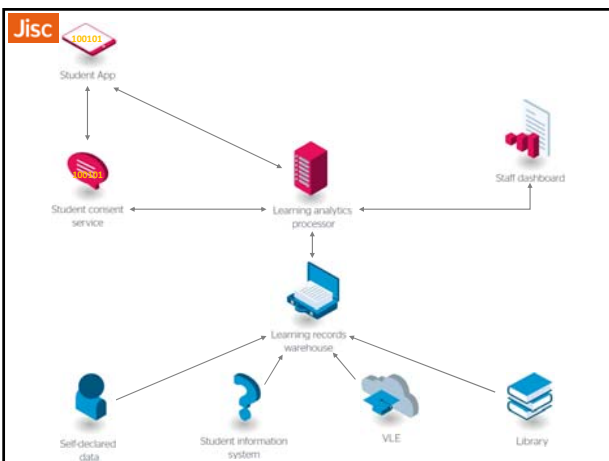 Jisc
100101
Student App
100101
Student consent
service
Learning analytics
processor
Staff dashboard
Learning records
warehouse
Self-declared
data
Student information
system
VLE
Library